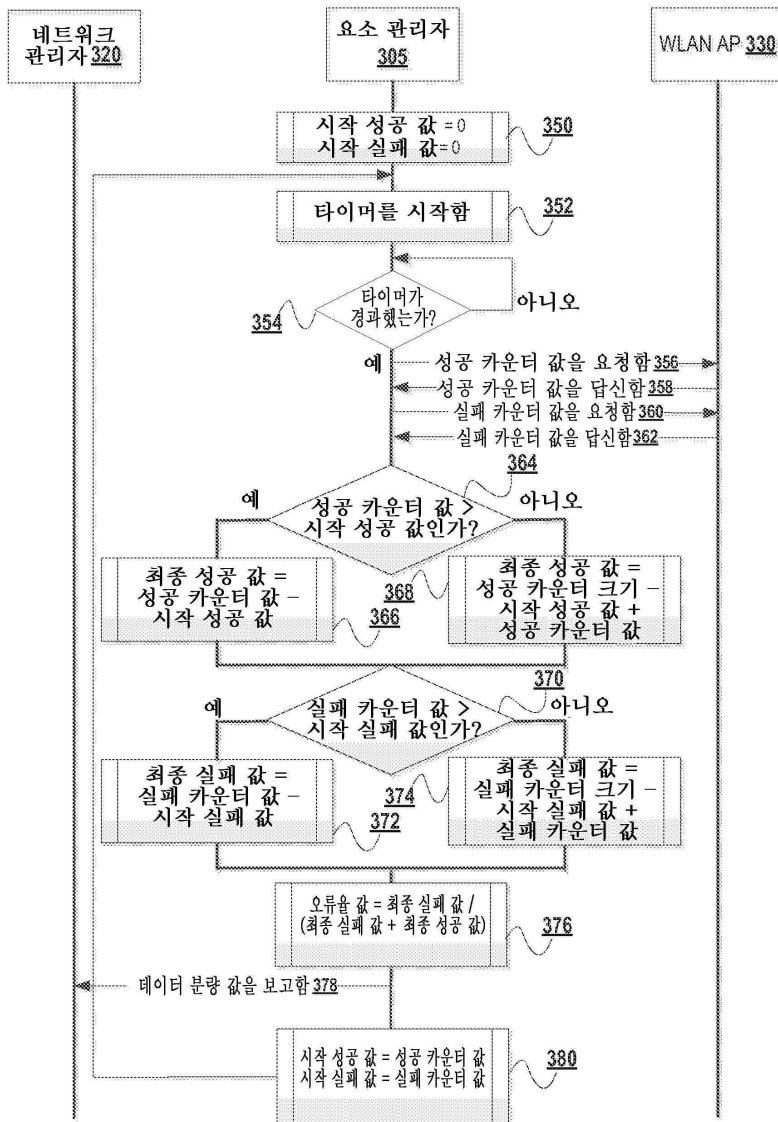 네트워크
관리자 320
요소 관리자
305
WLAN AP 330
시작 성공 값 =0
시작 실패 값=0
350
타이머를 시작함
352
타이머가
경과했는가?
354
아니오
예
성공 카운터 값을 요청함 356
성공 카운터 값을 답신함 358
실패 카운터 값을 요청함 360
실패 카운터 값을 답신함 362
364
예
성공 카운터 값 >
시작 성공 값인가?
아니오
최종 성공 값 =
성공 카운터 값 –
시작 성공 값
366
368
최종 성공 값 =
성공 카운터 크기 –
시작 성공 값 +
성공 카운터 값
370
예
실패 카운터 값 >
시작 실패 값인가?
아니오
최종 실패 값 =
실패 카운터 값 –
시작 실패 값
372
374
최종 실패 값 =
실패 카운터 크기 –
시작 실패 값 +
실패 카운터 값
오류율 값 = 최종 실패 값 /
(최종 실패 값 + 최종 성공 값)
376
데이터 분량 값을 보고함 378
시작 성공 값 = 성공 카운터 값
시작 실패 값 = 실패 카운터 값
380